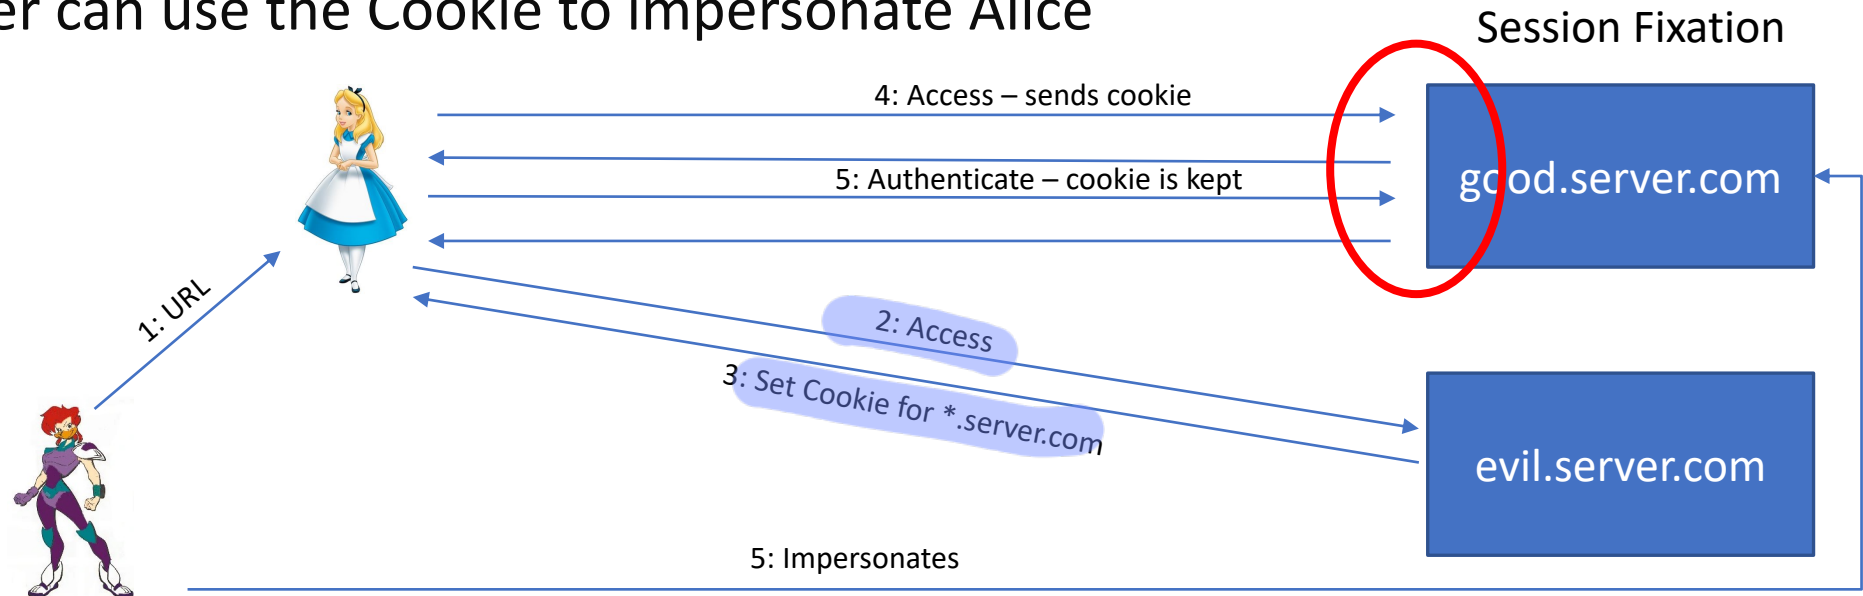 er can use the Cookie to impersonate Alice
Session Fixation
4: Access – sends cookie
5: Authenticate – cookie is kept
good.server.com
1: URL
2: Access
3: Set Cookie for *.server.com
evil.server.com
5: Impersonates